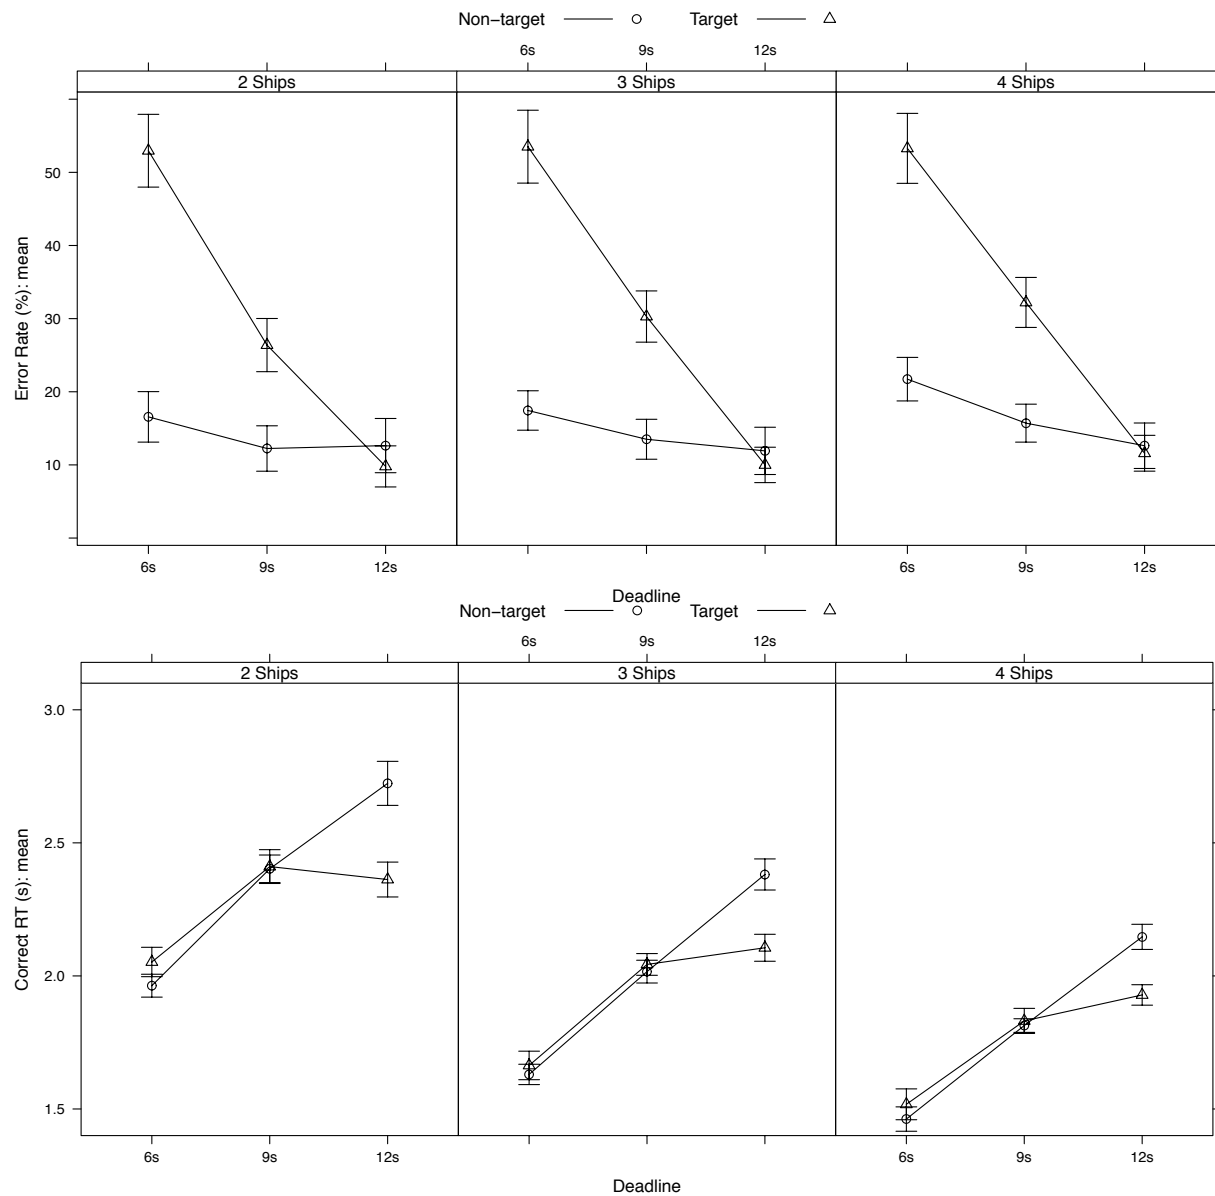 Non−target Target
6s 9s 12s
2 Ships 3 Ships 4 Ships
Error Rate (%): mean
50
40
30
20
10
6s 9s 12s 6s 9s 12s
Deadline
Non−target Target
6s 9s 12s
2 Ships 3 Ships 4 Ships
Correct RT (s): mean
3.0
2.5
2.0
1.5
6s 9s 12s 6s 9s 12s
Deadline